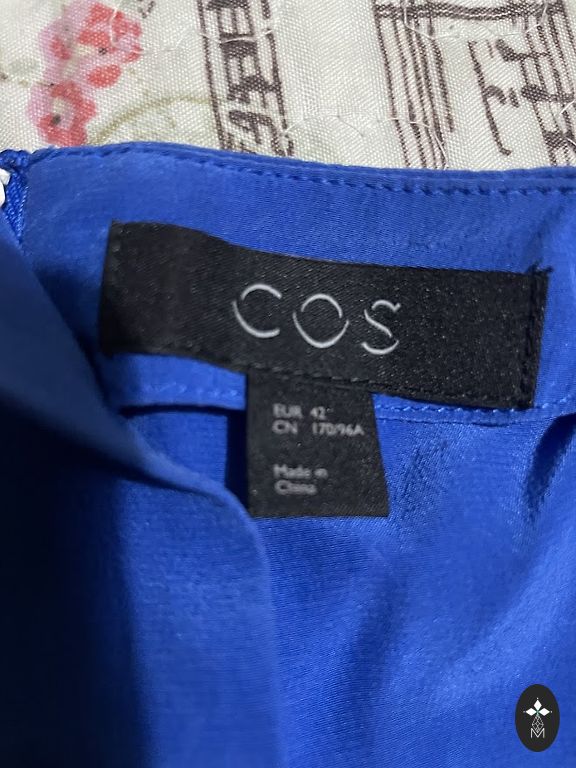 COS
EUR 42
CN 170/96A
Made in
China
M